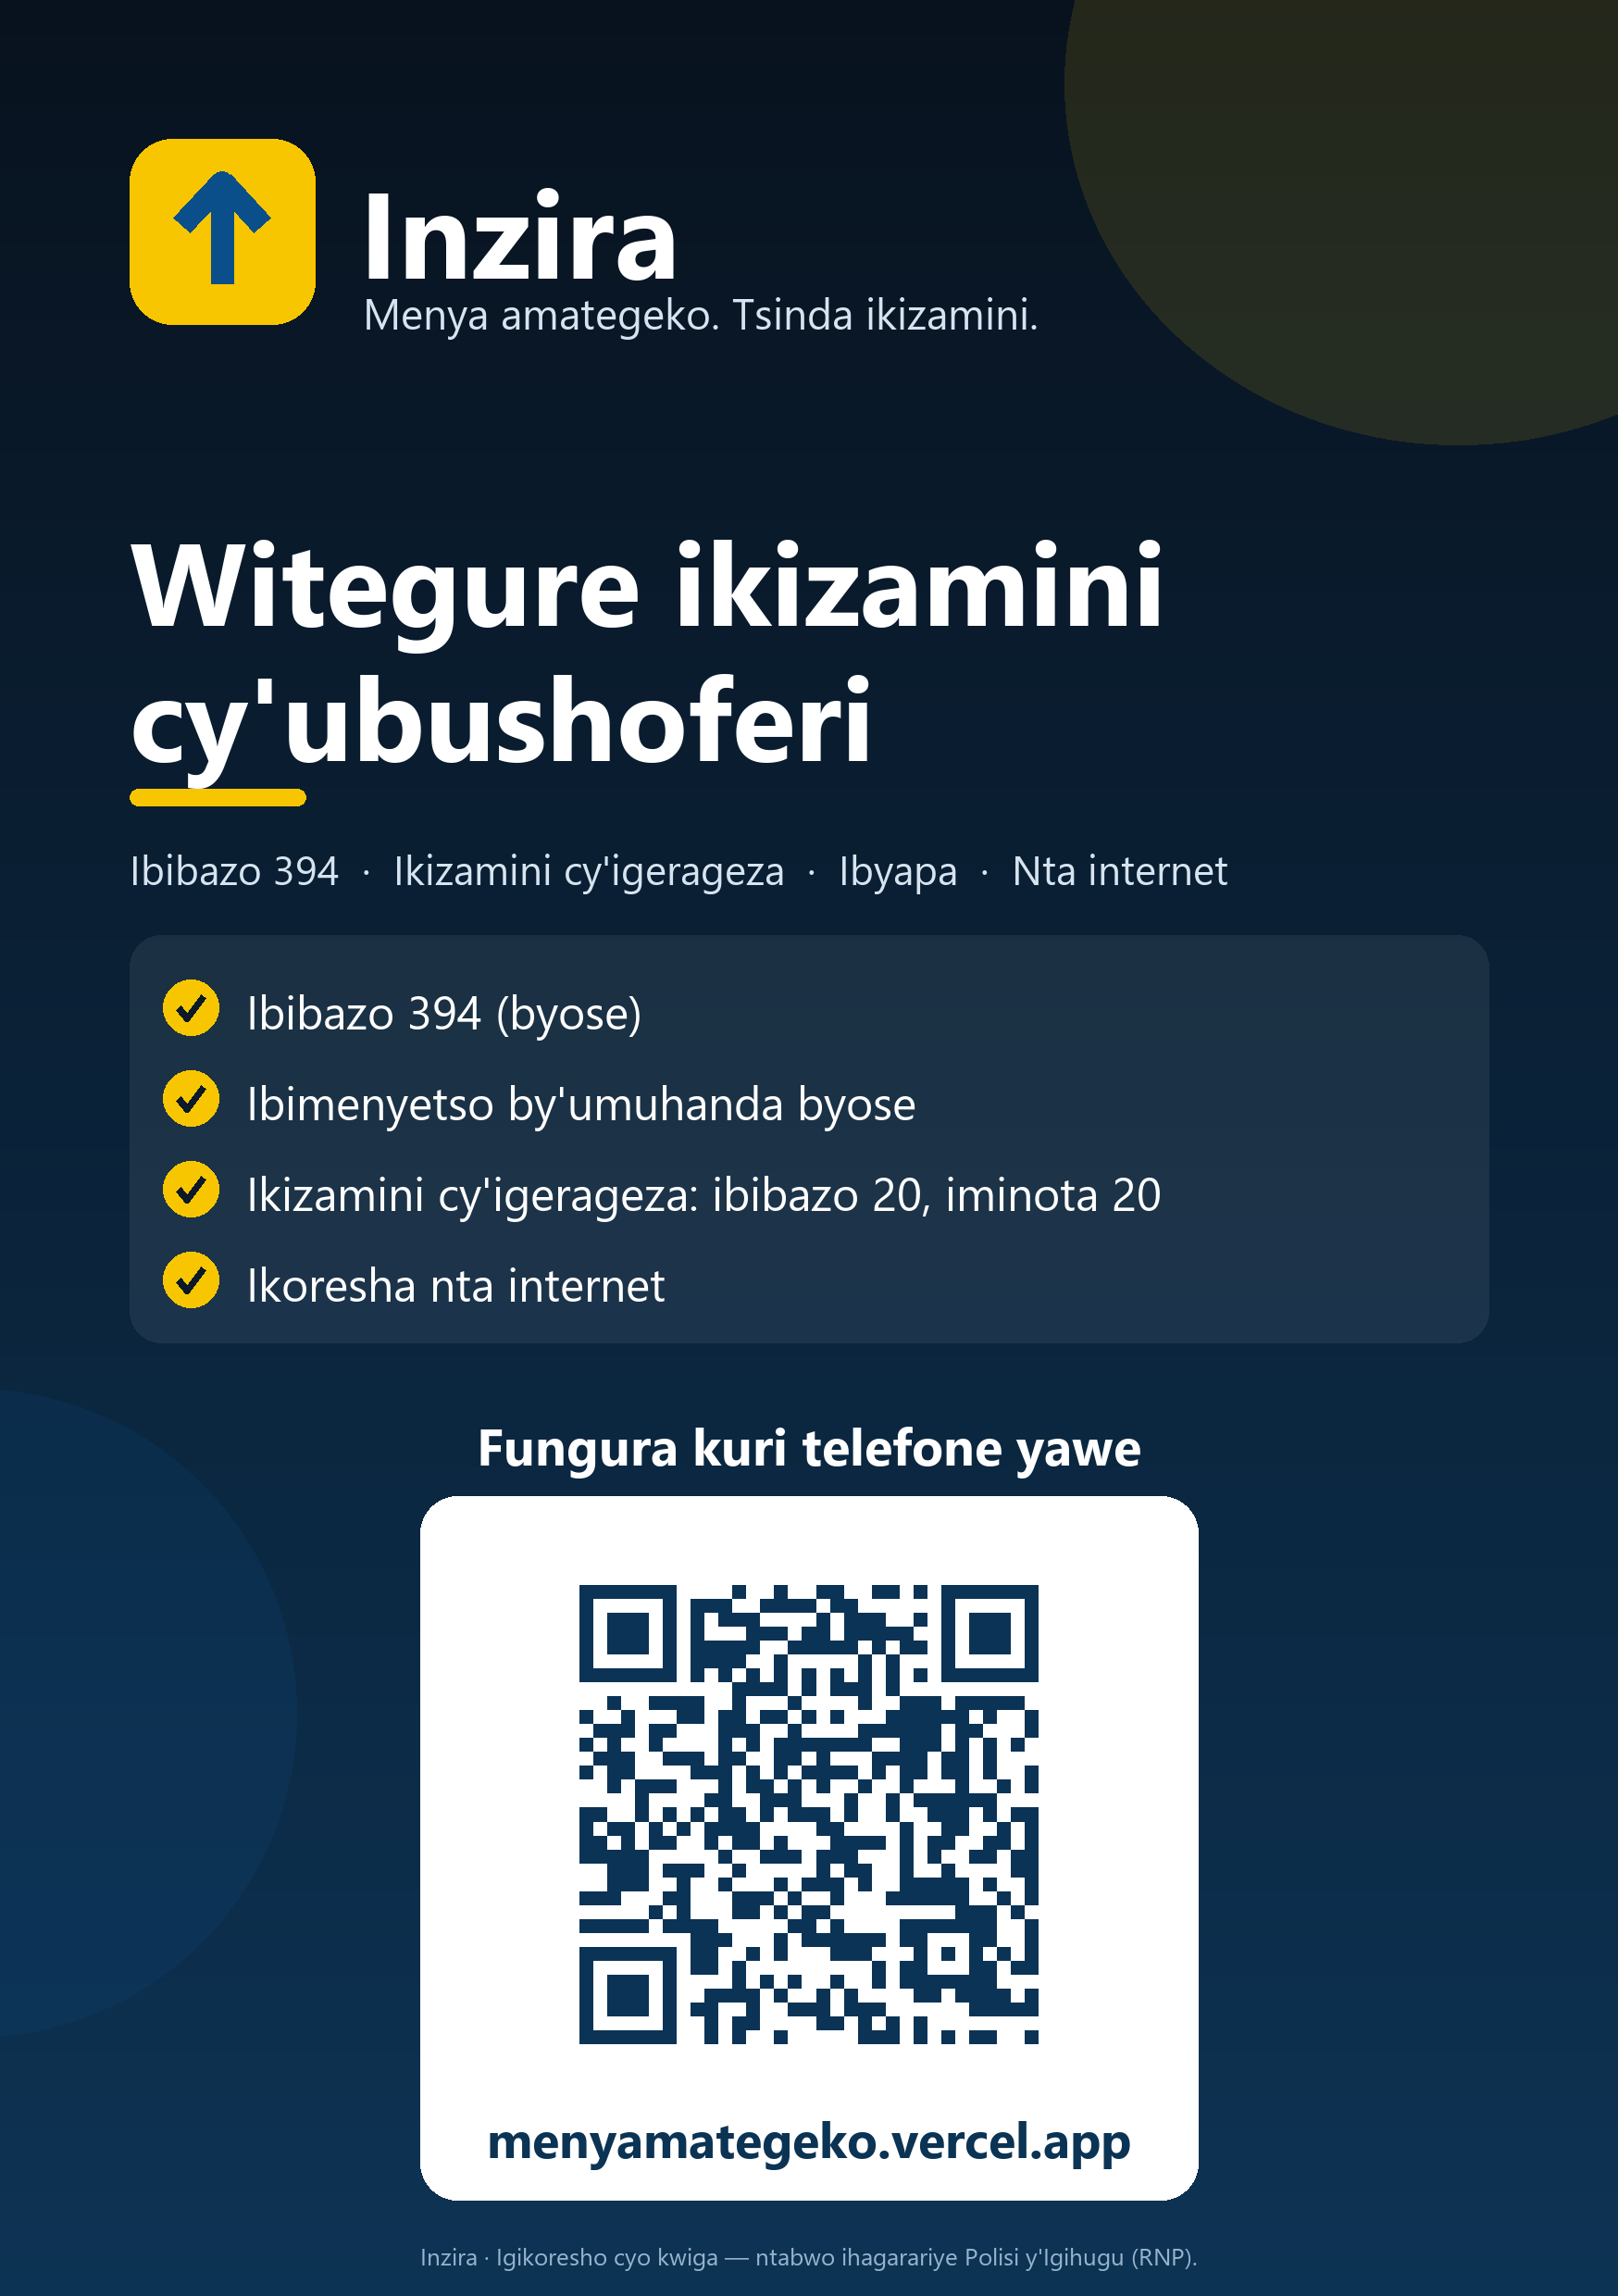 Inzira
Menya amategeko. Tsinda ikizamini.
Witegure ikizamini
cy'ubushoferi
Ibibazo 394 · Ikizamini cy'igerageza · Ibyapa · Nta internet
Ibibazo 394 (byose)
Ibimenyetso by'umuhanda byose
Ikizamini cy'igerageza: ibibazo 20, iminota 20
Ikoresha nta internet
Fungura kuri telefone yawe
menyamategeko.vercel.app
Inzira · Igikoresho cyo kwiga — ntabwo ihagarariye Polisi y'Igihugu (RNP).